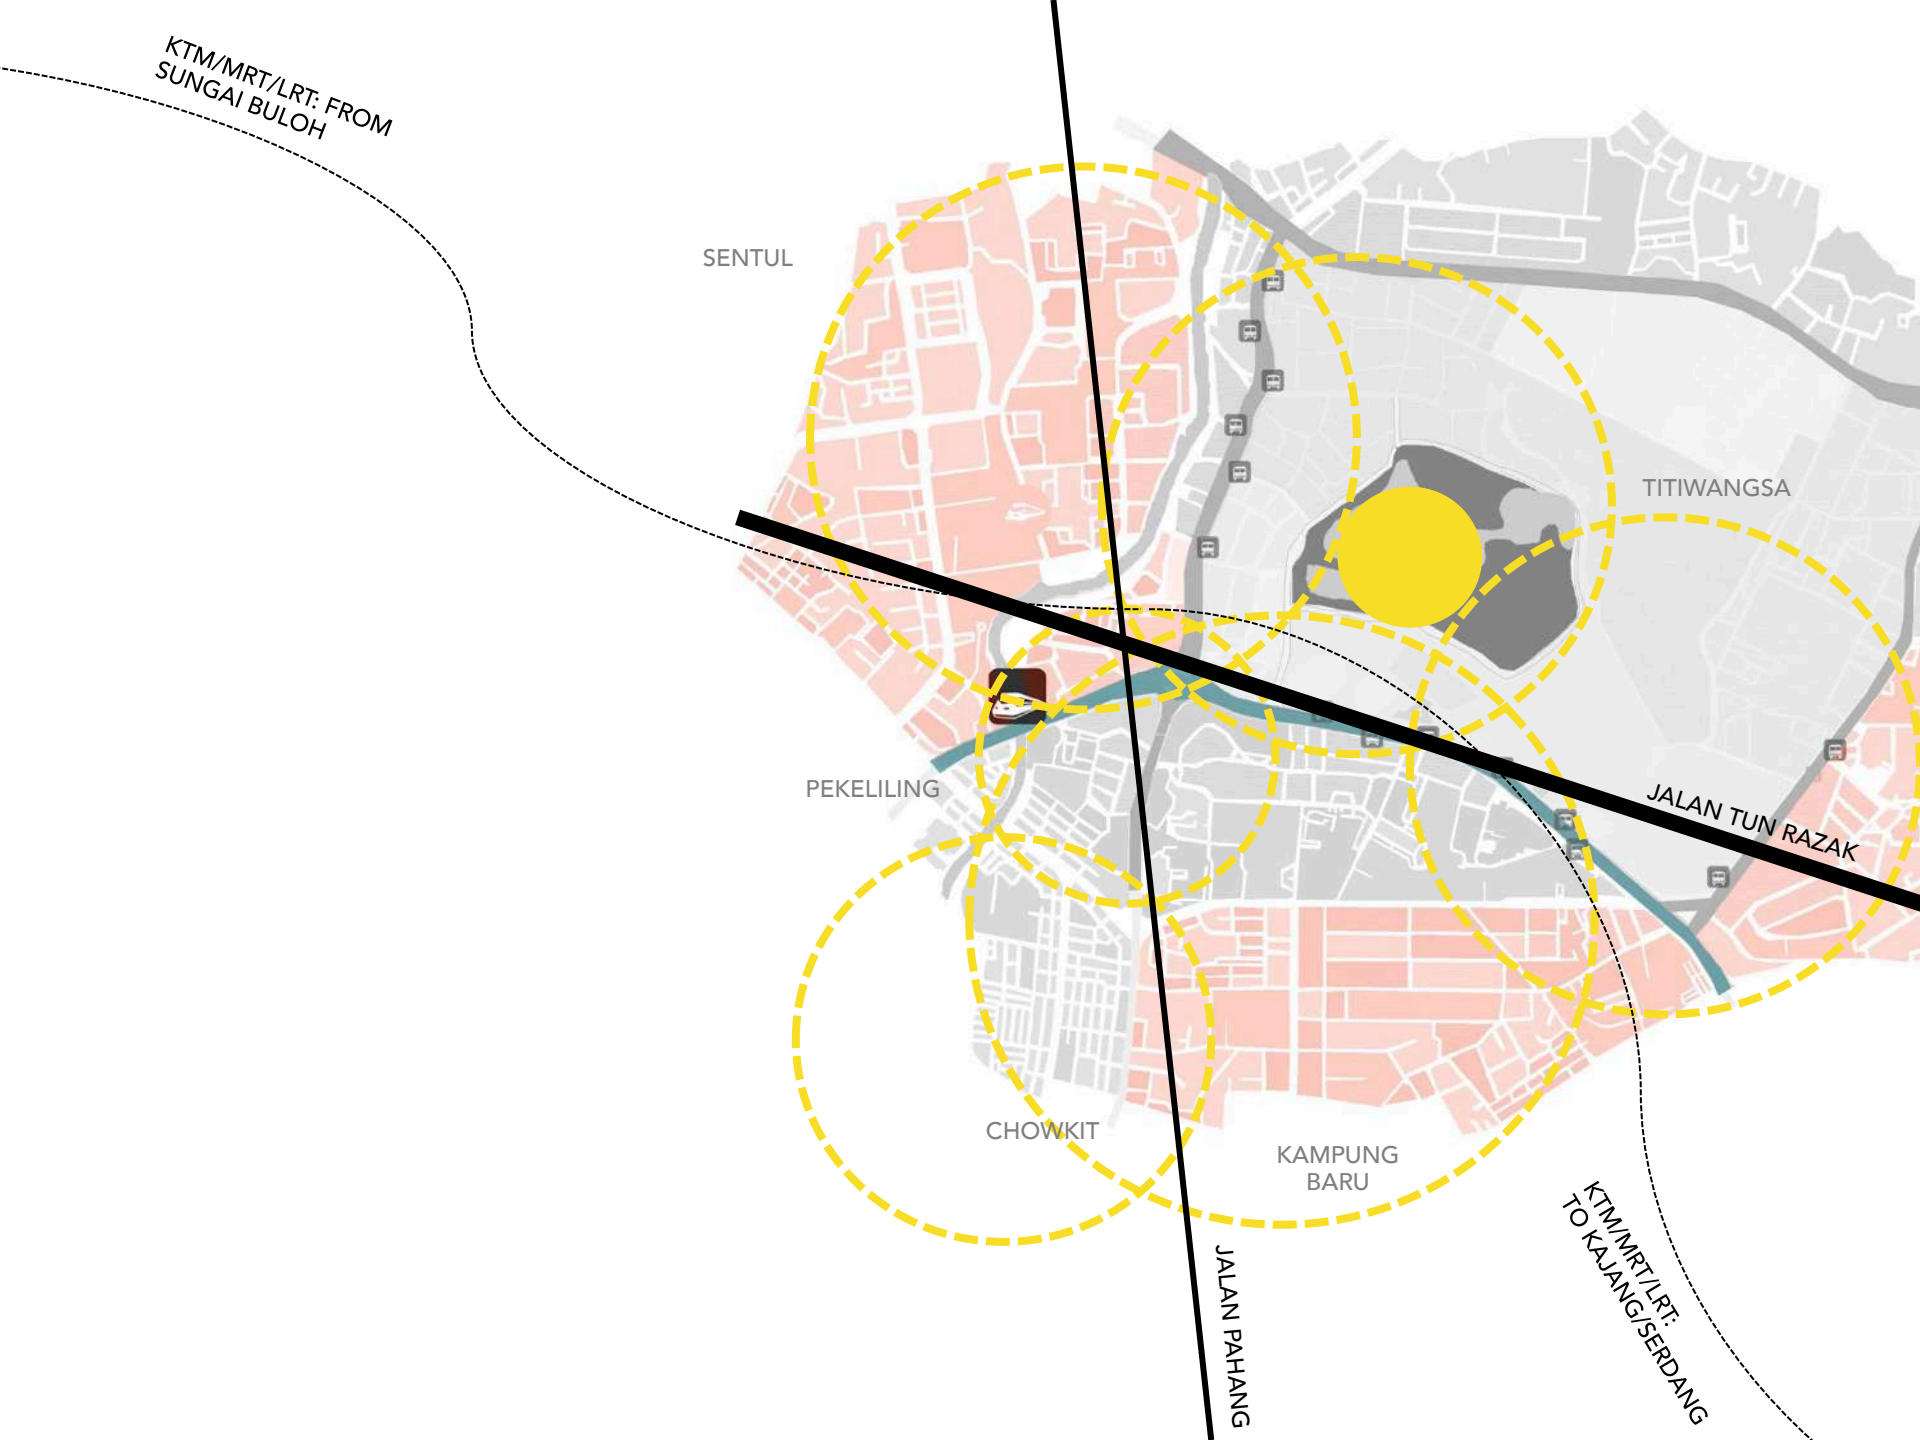 KTM/MRT/LRT: FROM
SUNGAI BULOH
SENTUL
TITIWANGSA
PEKELILING
JALAN TUN RAZAK
CHOWKIT
KAMPUNG
BARU
KTM/MRT/LRT:
TO KAJANG/SERDANG
JALAN PAHANG